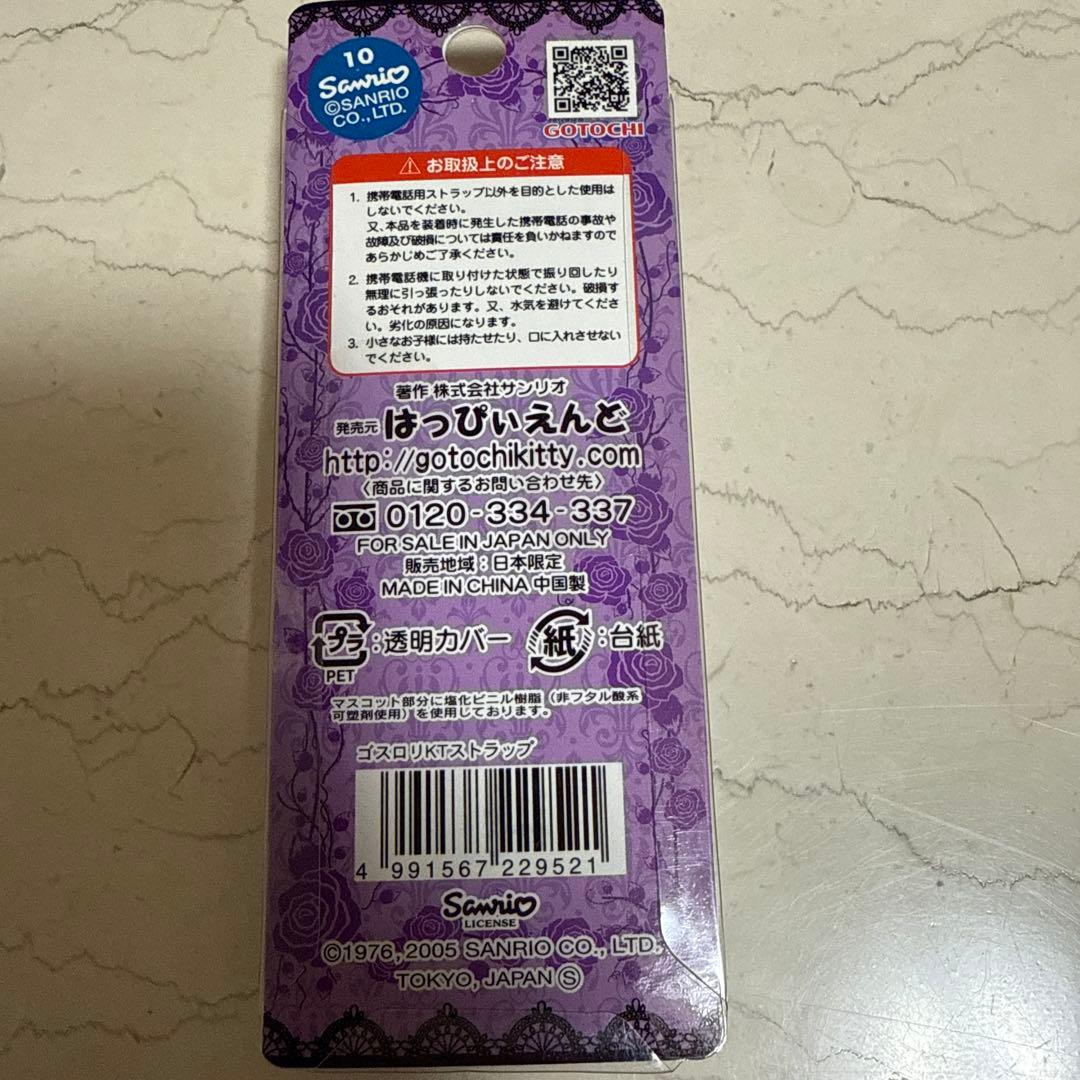 10
Sanrio
©SANRIO
CO., LTD.
GOTOCHI
⚠ お取扱上のご注意
1. 携帯電話用ストラップ以外を目的とした使用は
しないでください。
又、本品を装着時に発生した携帯電話の事故や
故障及び破損については責任を負いかねますので
あらかじめご了承ください。
2. 携帯電話機に取り付けた状態で振り回したり
無理に引っ張ったりしないでください。破損す
るおそれがあります。又、水気を避けてくださ
い。劣化の原因になります。
3. 小さなお子様には持たせたり、口に入れさせない
でください。
著作 株式会社サンリオ
発売元 はっぴぃえんど
http://gotochikitty.com
〈商品に関するお問い合わせ先〉
0120-334-337
FOR SALE IN JAPAN ONLY
販売地域：日本限定
MADE IN CHINA 中国製
プラ：透明カバー 紙：台紙
PET
マスコット部分に塩化ビニル樹脂（非フタル酸系
可塑剤使用）を使用しております。
ゴスロリKTストラップ
4 991567 229521
Sanrio
LICENSE
©1976, 2005 SANRIO CO., LTD.
TOKYO, JAPAN Ⓢ